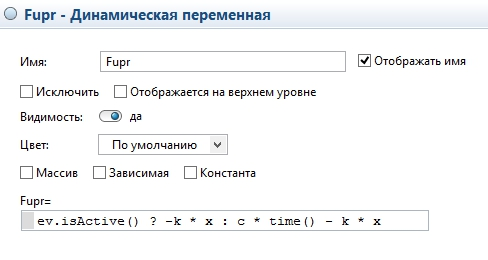 Fupr - Динамическая переменная
Имя: Fupr Отображать имя
Исключить Отображается на верхнем уровне
Видимость: да
Цвет: По умолчанию
Массив Зависимая Константа
Fupr=
ev.isActive() ? -k * x : c * time() - k * x